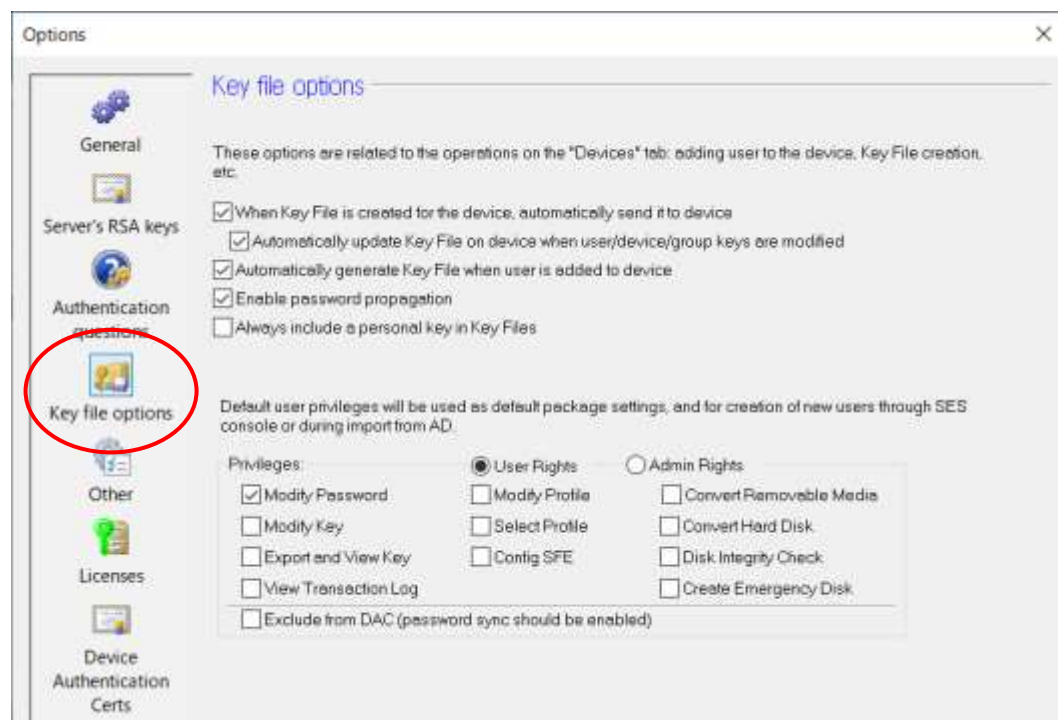 Options
General
Server's RSA keys
Authentication
questions
Key file options
Other
Licenses
Device
Authentication
Certs
Key file options
These options are related to the operations on the "Devices" tab: adding user to the device, Key File creation,
etc.
When Key File is created for the device, automatically send it to device
Automatically update Key File on device when user/device/group keys are modified
Automatically generate Key File when user is added to device
Enable password propagation
Always include a personal key in Key Files
Default user privileges will be used as default package settings, and for creation of new users through SES
console or during import from AD.
Privileges: User Rights Admin Rights
Modify Password Modify Profile Convert Removable Media
Modify Key Select Profile Convert Hard Disk
Export and View Key Config SFE Disk Integrity Check
View Transaction Log Create Emergency Disk
Exclude from DAC (password sync should be enabled)